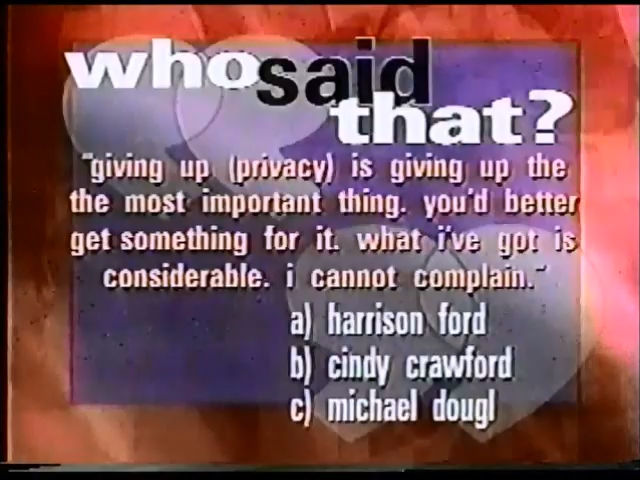 who said
that?
"giving up (privacy) is giving up the
the most important thing. you'd better
get something for it. what i've got is
considerable. i cannot complain."
a) harrison ford
b) cindy crawford
c) michael dougl